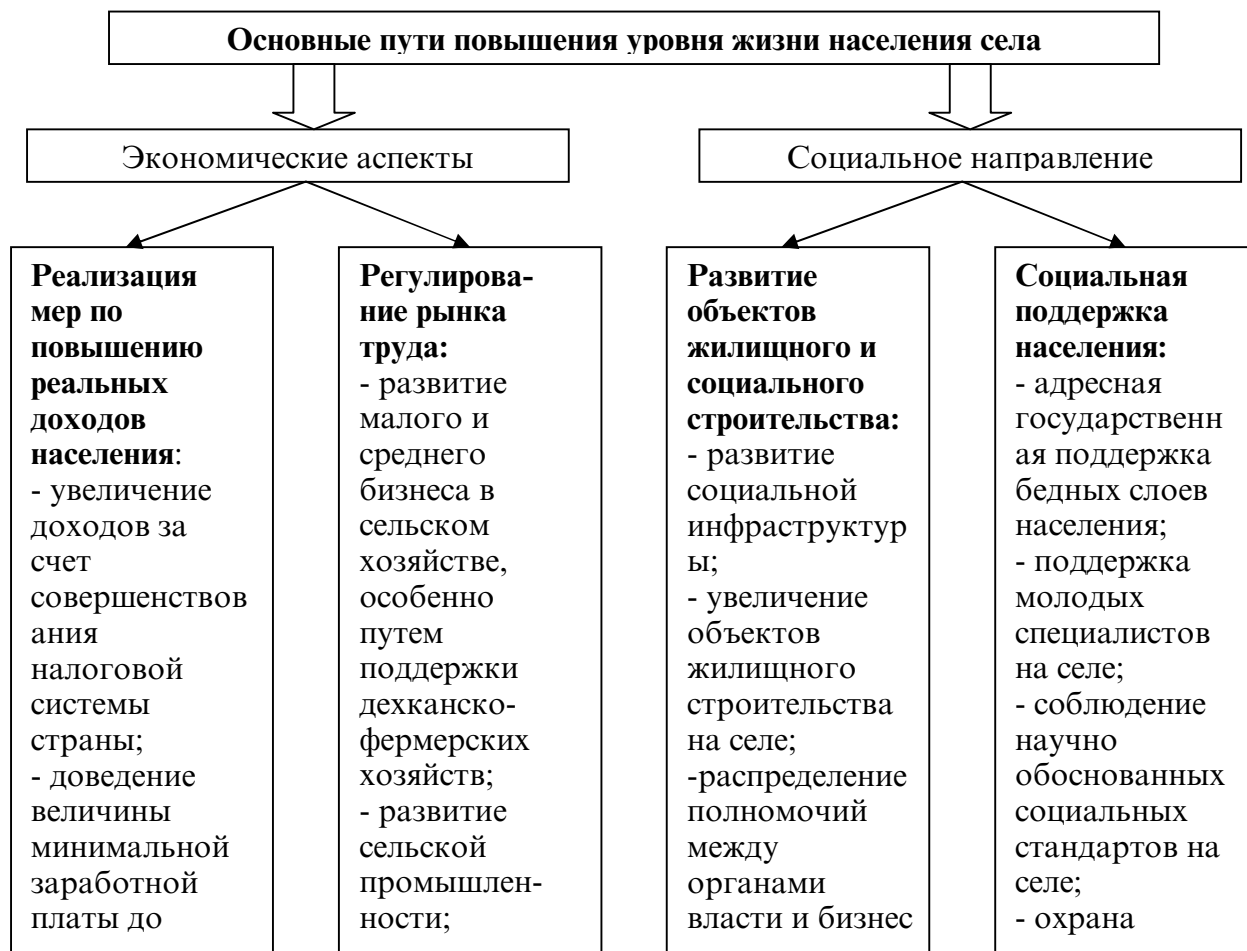 Основные пути повышения уровня жизни населения села
Экономические аспекты
Социальное направление
Реализация
мер по
повышению
реальных
доходов
населения:
- увеличение
доходов за
счет
совершенствов
ания
налоговой
системы
страны;
- доведение
величины
минимальной
заработной
платы до
Регулирова-
ние рынка
труда:
- развитие
малого и
среднего
бизнеса в
сельском
хозяйстве,
особенно
путем
поддержки
дехканско-
фермерских
хозяйств;
- развитие
сельской
промышлен-
ности;
Развитие
объектов
жилищного и
социального
строительства:
- развитие
социальной
инфраструктур
ы;
- увеличение
объектов
жилищного
строительства
на селе;
-распределение
полномочий
между
органами
власти и бизнес
Социальная
поддержка
населения:
- адресная
государственн
ая поддержка
бедных слоев
населения;
- поддержка
молодых
специалистов
на селе;
- соблюдение
научно
обоснованных
социальных
стандартов на
селе;
- охрана